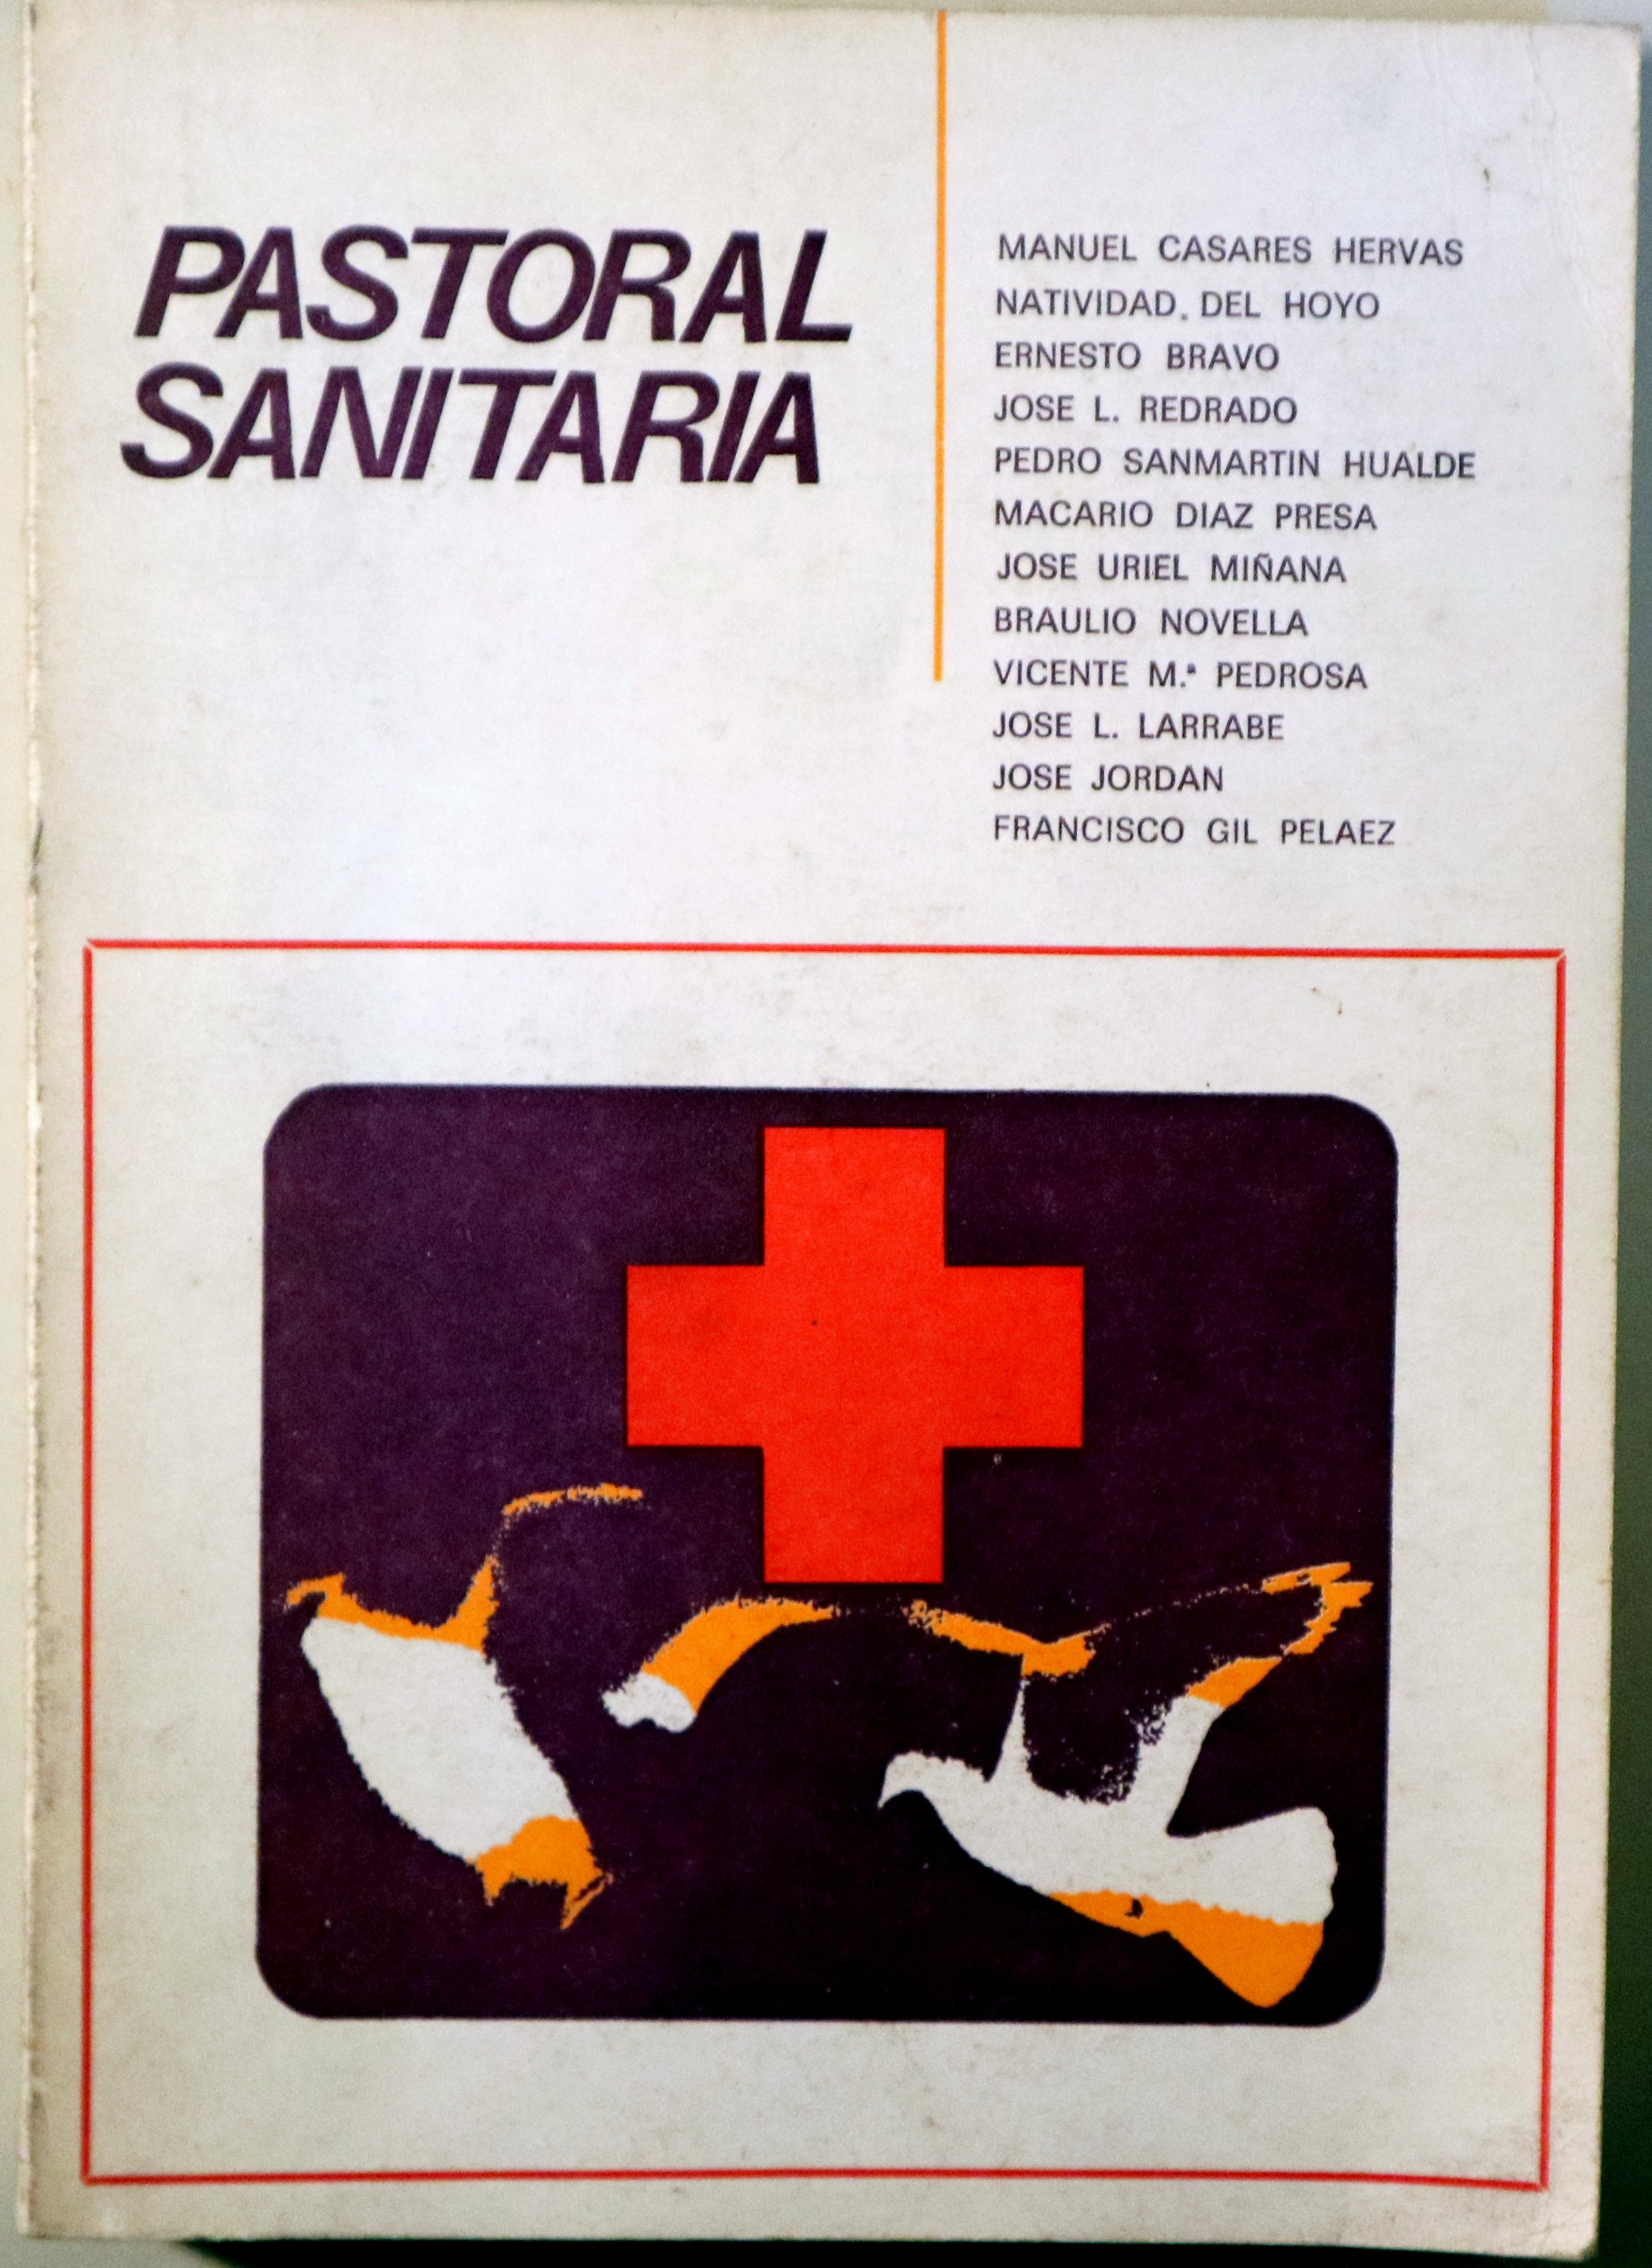 PASTORAL
SANITARIA
MANUEL CASARES HERVAS
NATIVIDAD. DEL HOYO
ERNESTO BRAVO
JOSE L. REDRADO
PEDRO SANMARTIN HUALDE
MACARIO DIAZ PRESA
JOSE URIEL MIÑANA
BRAULIO NOVELLA
VICENTE M.ª PEDROSA
JOSE L. LARRABE
JOSE JORDAN
FRANCISCO GIL PELAEZ